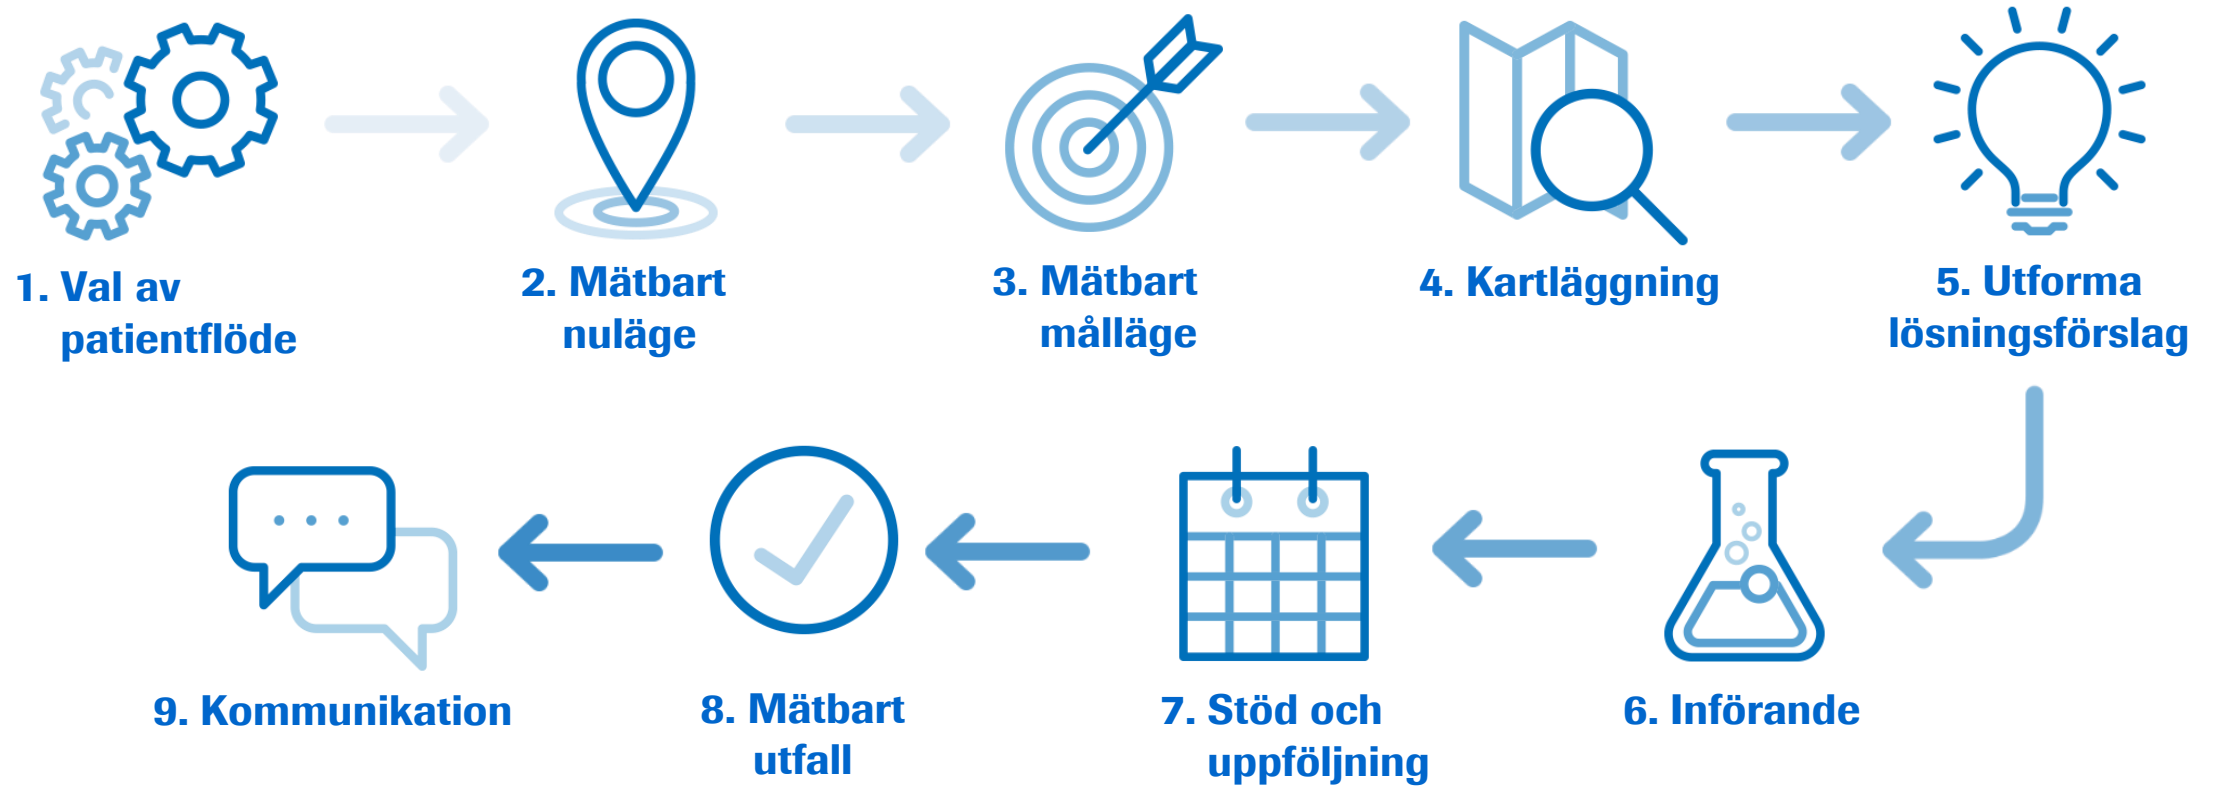 1. Val av
patientflöde
2. Mätbart
nuläge
3. Mätbart
målläge
4. Kartläggning
5. Utforma
lösningsförslag
6. Införande
7. Stöd och
uppföljning
8. Mätbart
utfall
9. Kommunikation